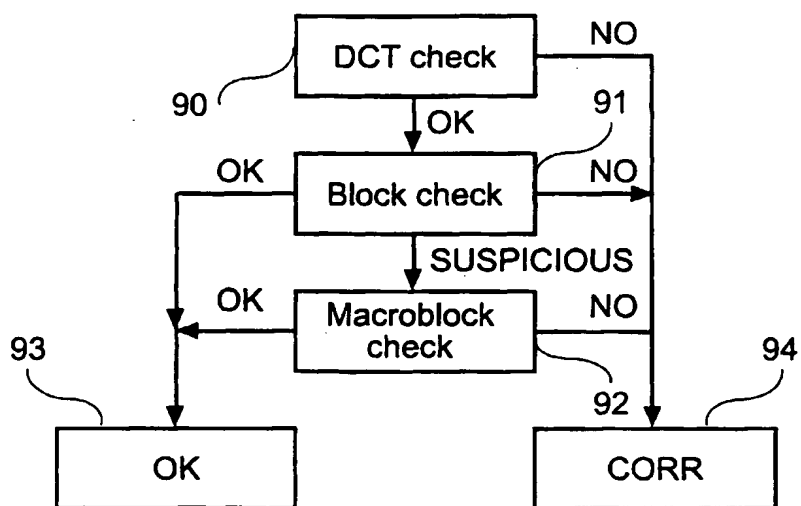 DCT check
NO
90
OK
91
OK
Block check
NO
SUSPICIOUS
OK
Macroblock
check
NO
93
92
94
OK
CORR